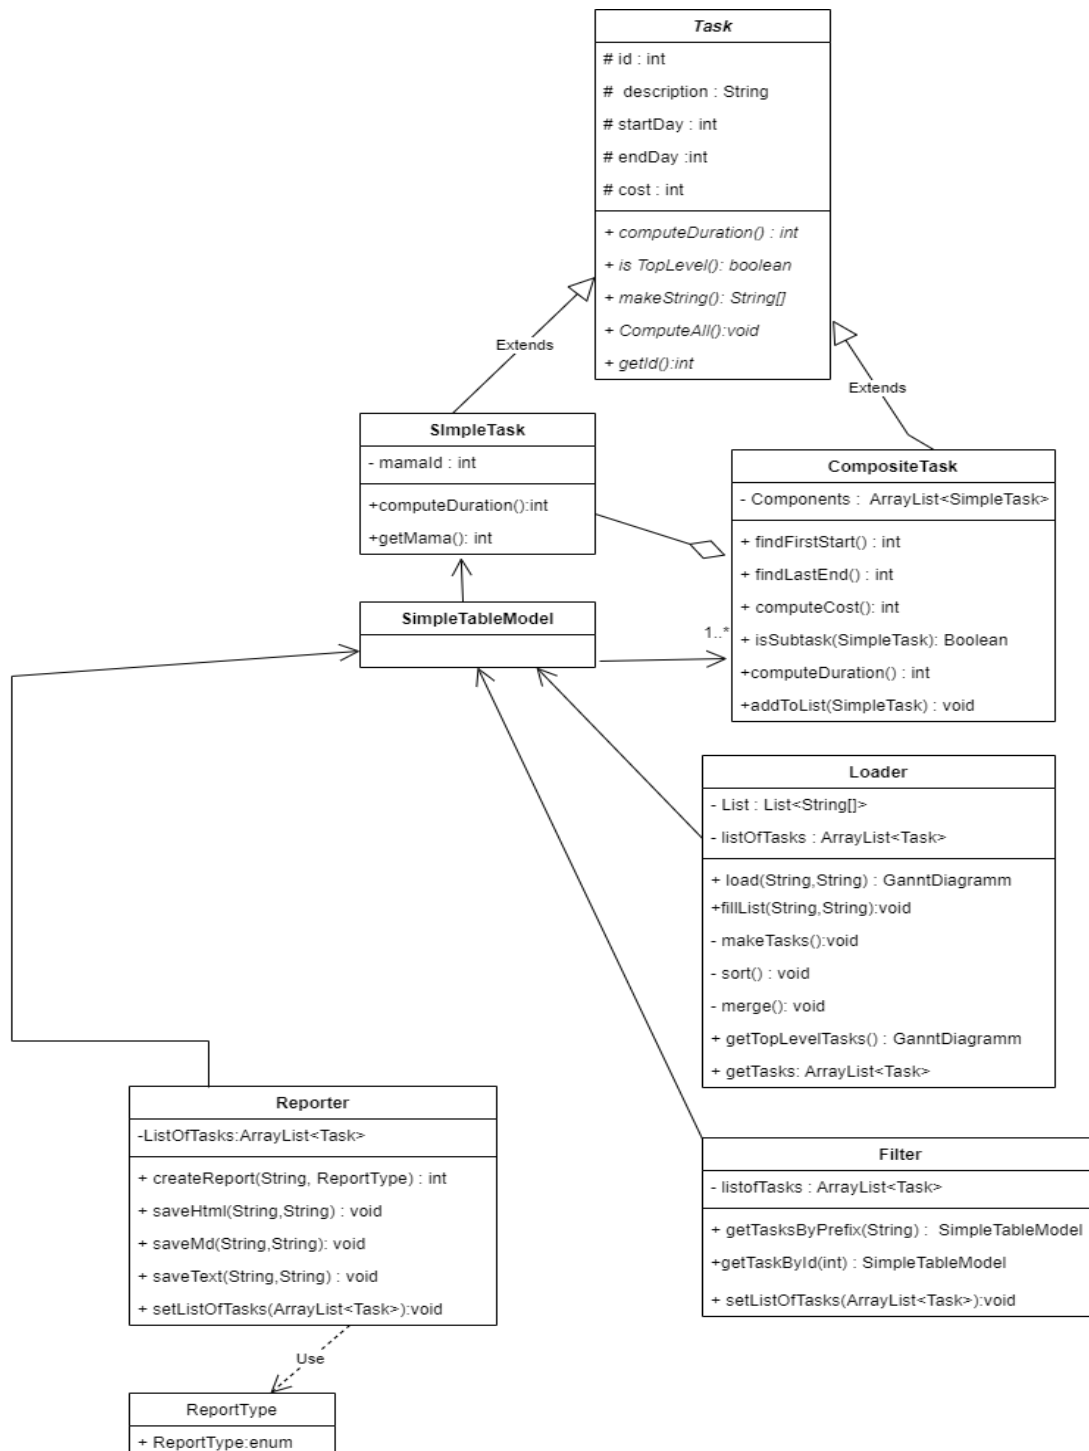 Task
# id : int
# description : String
# startDay : int
# endDay :int
# cost : int
+ computeDuration() : int
+ is TopLevel(): boolean
+ makeString(): String[]
+ ComputeAll():void
+ getId():int
Extends
Extends
SImpleTask
- mamaId : int
+computeDuration():int
+getMama(): int
CompositeTask
- Components : ArrayList<SimpleTask>
+ findFirstStart() : int
+ findLastEnd() : int
+ computeCost(): int
+ isSubtask(SimpleTask): Boolean
+computeDuration() : int
+addToList(SimpleTask) : void
SimpleTableModel
1..*
Loader
- List : List<String[]>
- listOfTasks : ArrayList<Task>
+ load(String,String) : GanntDiagramm
+fillList(String,String):void
- makeTasks():void
- sort() : void
- merge(): void
+ getTopLevelTasks() : GanntDiagramm
+ getTasks: ArrayList<Task>
Reporter
-ListOfTasks:ArrayList<Task>
+ createReport(String, ReportType) : int
+ saveHtml(String,String) : void
+ saveMd(String,String): void
+ saveText(String,String) : void
+ setListOfTasks(ArrayList<Task>):void
Filter
- listofTasks : ArrayList<Task>
+ getTasksByPrefix(String) : SimpleTableModel
+getTaskById(int) : SimpleTableModel
+ setListOfTasks(ArrayList<Task>):void
Use
ReportType
+ ReportType:enum